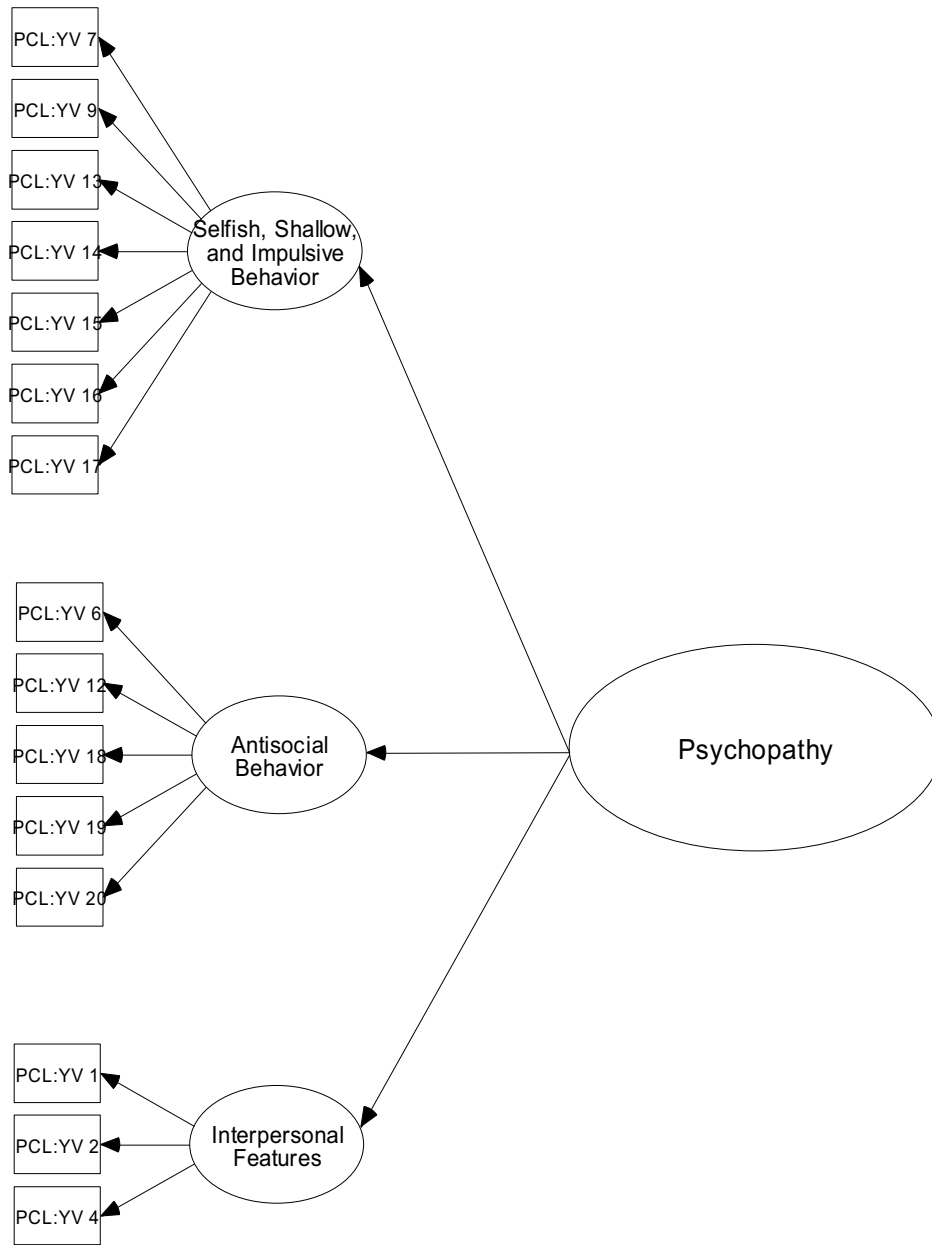 PCL:YV 7
PCL:YV 9
PCL:YV 13
PCL:YV 14
PCL:YV 15
PCL:YV 16
PCL:YV 17
Selfish, Shallow,
and Impulsive
Behavior
PCL:YV 6
PCL:YV 12
PCL:YV 18
PCL:YV 19
PCL:YV 20
Antisocial
Behavior
Psychopathy
PCL:YV 1
PCL:YV 2
PCL:YV 4
Interpersonal
Features